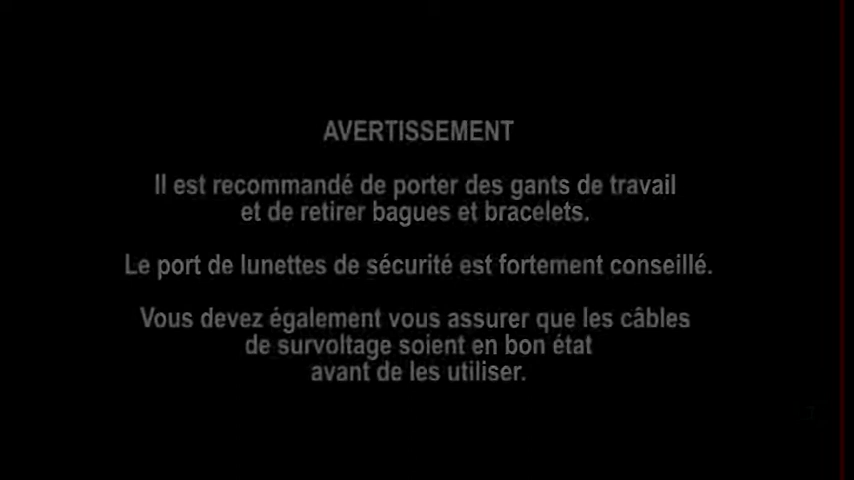 AVERTISSEMENT
Il est recommandé de porter des gants de travail
et de retirer bagues et bracelets.
Le port de lunettes de sécurité est fortement conseillé.
Vous devez également vous assurer que les câbles
de survoltage soient en bon état
avant de les utiliser.